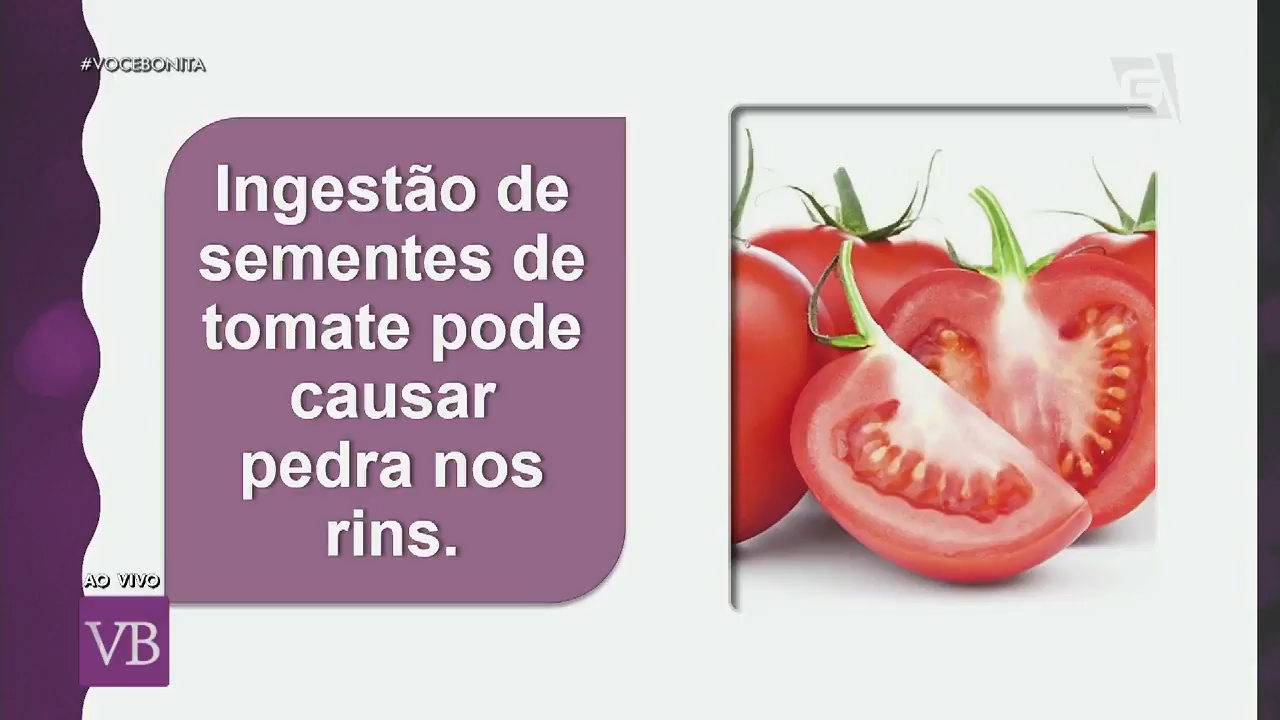 #VOCEBONITA
Ingestão de
sementes de
tomate pode
causar
pedra nos
rins.
AO VIVO
VB